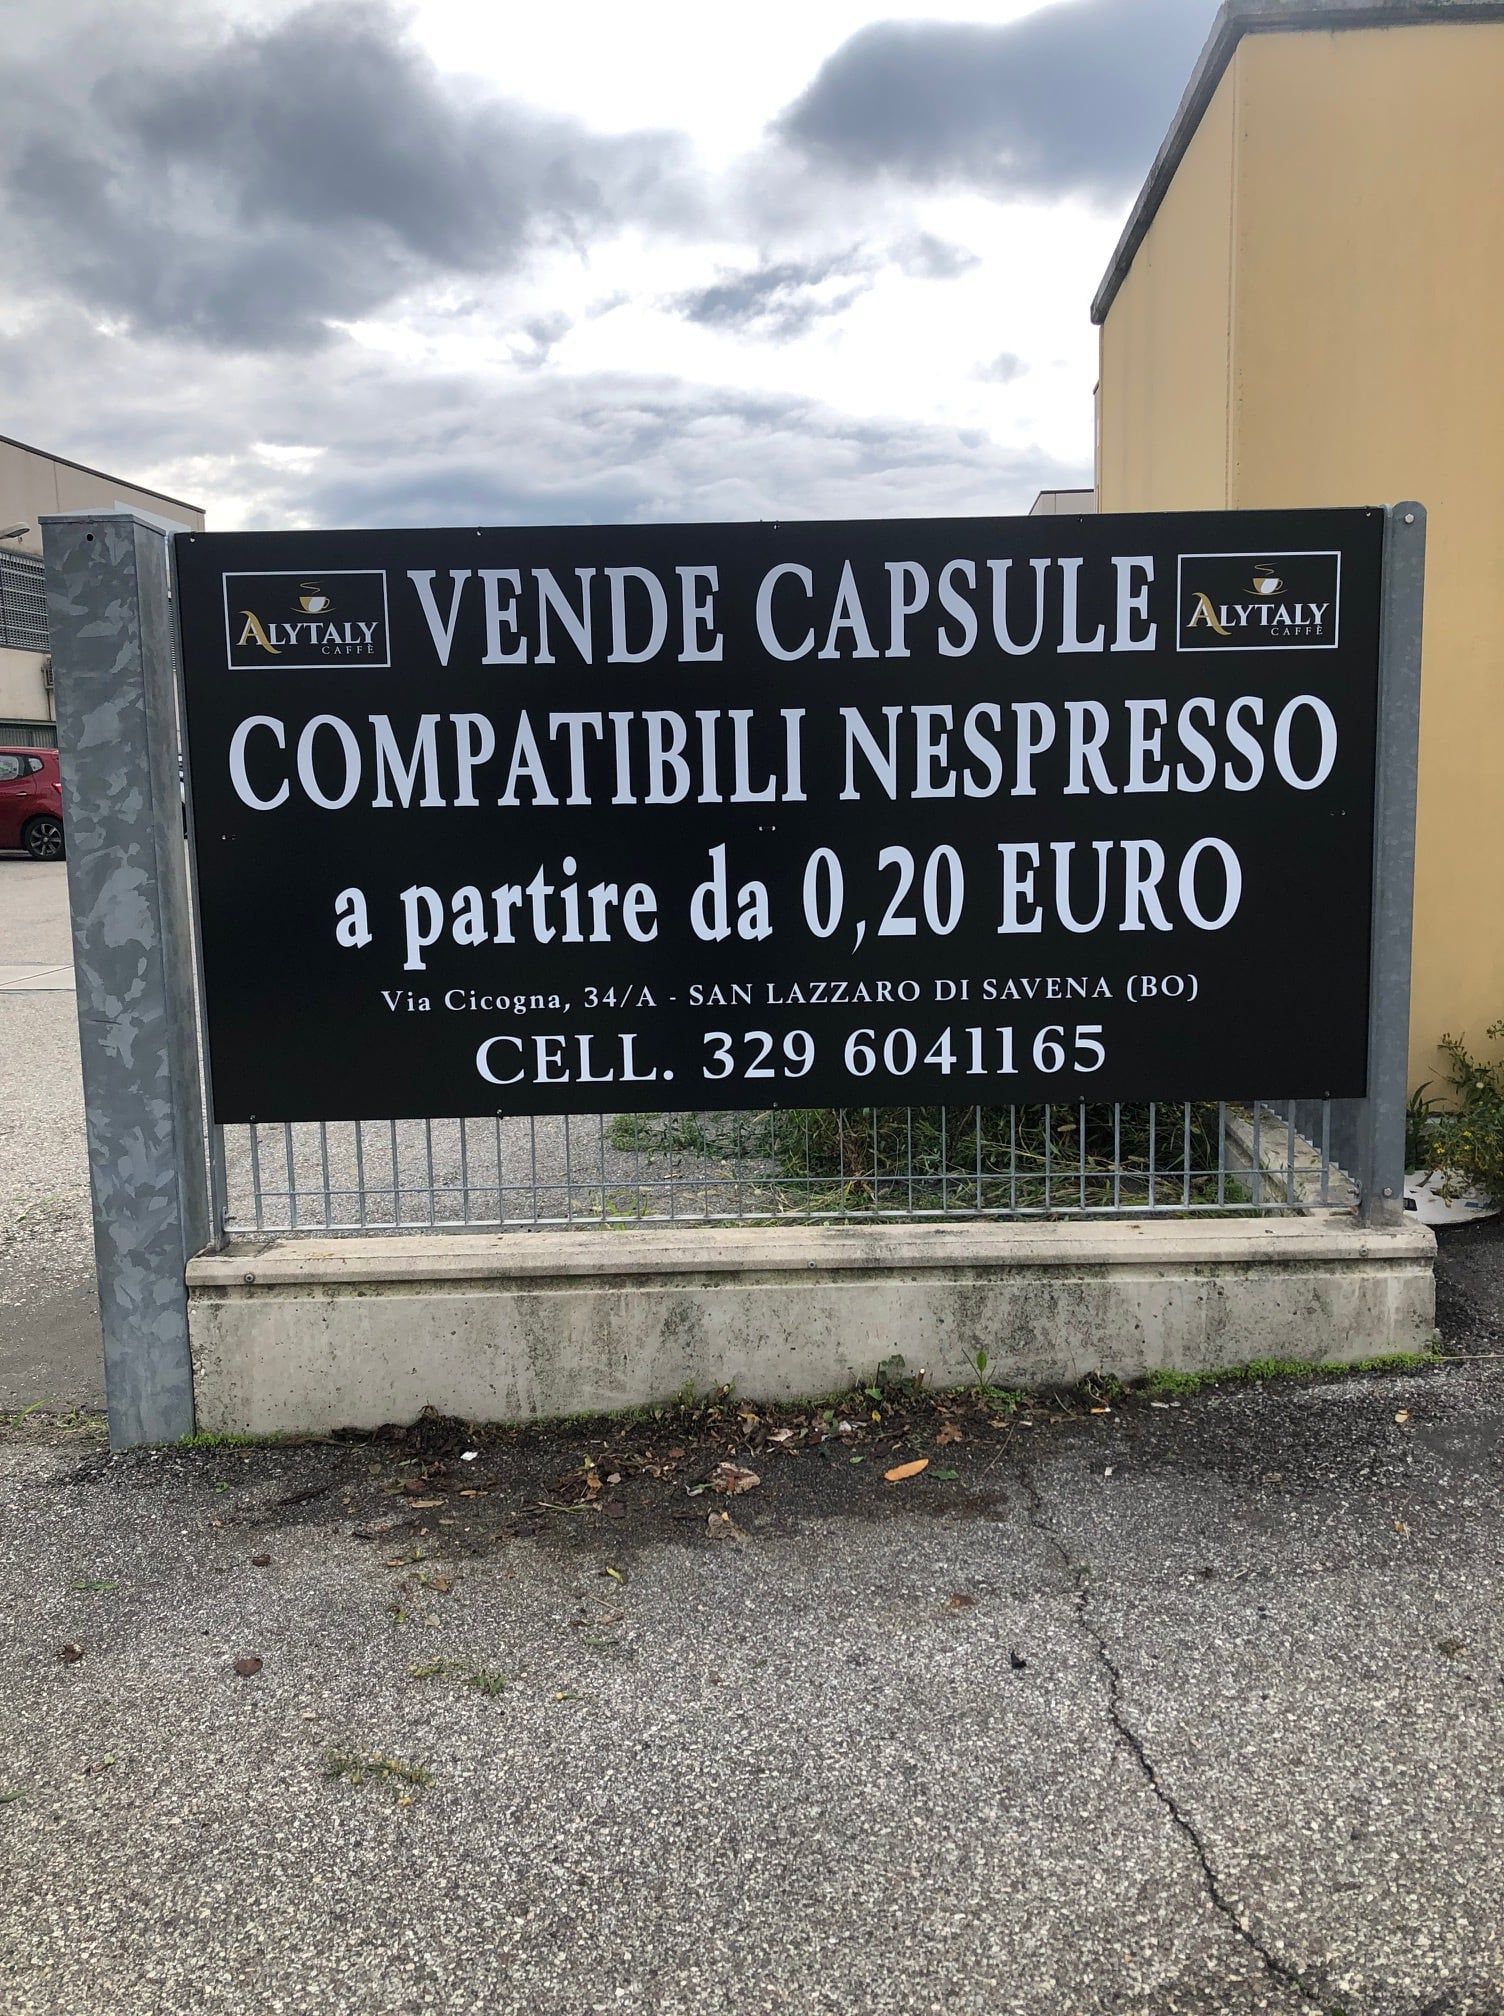 ALYTALY
CAFFÈ
VENDE CAPSULE
ALYTALY
CAFFÈ
COMPATIBILI NESPRESSO
a partire da 0,20 EURO
Via Cicogna, 34/A - SAN LAZZARO DI SAVENA (BO)
CELL. 329 6041165